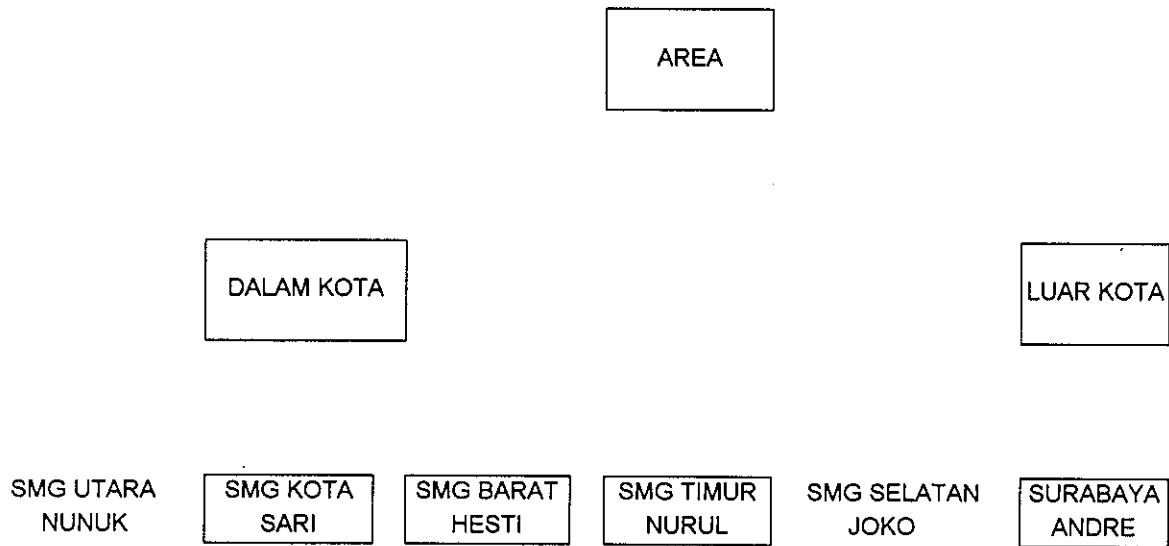 AREA
DALAM KOTA
LUAR KOTA
SMG UTARA
NUNUK
SMG KOTA
SARI
SMG BARAT
HESTI
SMG TIMUR
NURUL
SMG SELATAN
JOKO
SURABAYA
ANDRE